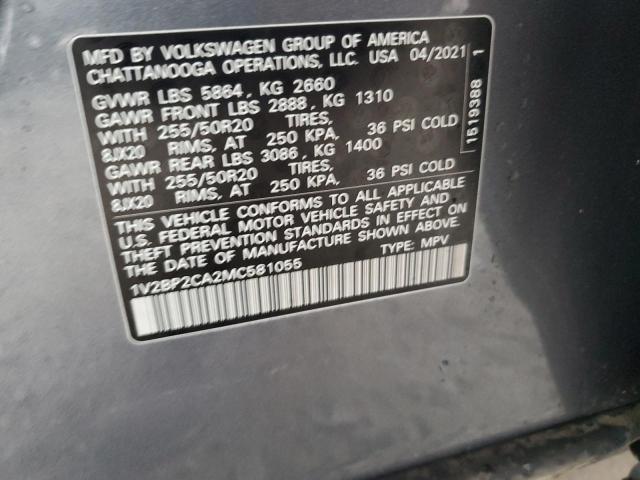 MFD BY VOLKSWAGEN GROUP OF AMERICA
CHATTANOOGA OPERATIONS, LLC. USA 04/2021
GVWR LBS 5864, KG 2660
GAWR FRONT LBS 2888, KG 1310
WITH 255/50R20 TIRES,
8JX20 RIMS, AT 250 KPA, 36 PSI COLD
GAWR REAR LBS 3086, KG 1400
WITH 255/50R20 TIRES,
8JX20 RIMS, AT 250 KPA, 36 PSI COLD
THIS VEHICLE CONFORMS TO ALL APPLICABLE
U.S. FEDERAL MOTOR VEHICLE SAFETY AND
THEFT PREVENTION STANDARDS IN EFFECT ON
THE DATE OF MANUFACTURE SHOWN ABOVE.
1V2BP2CA2MC581055 TYPE: MPV
1519388 1